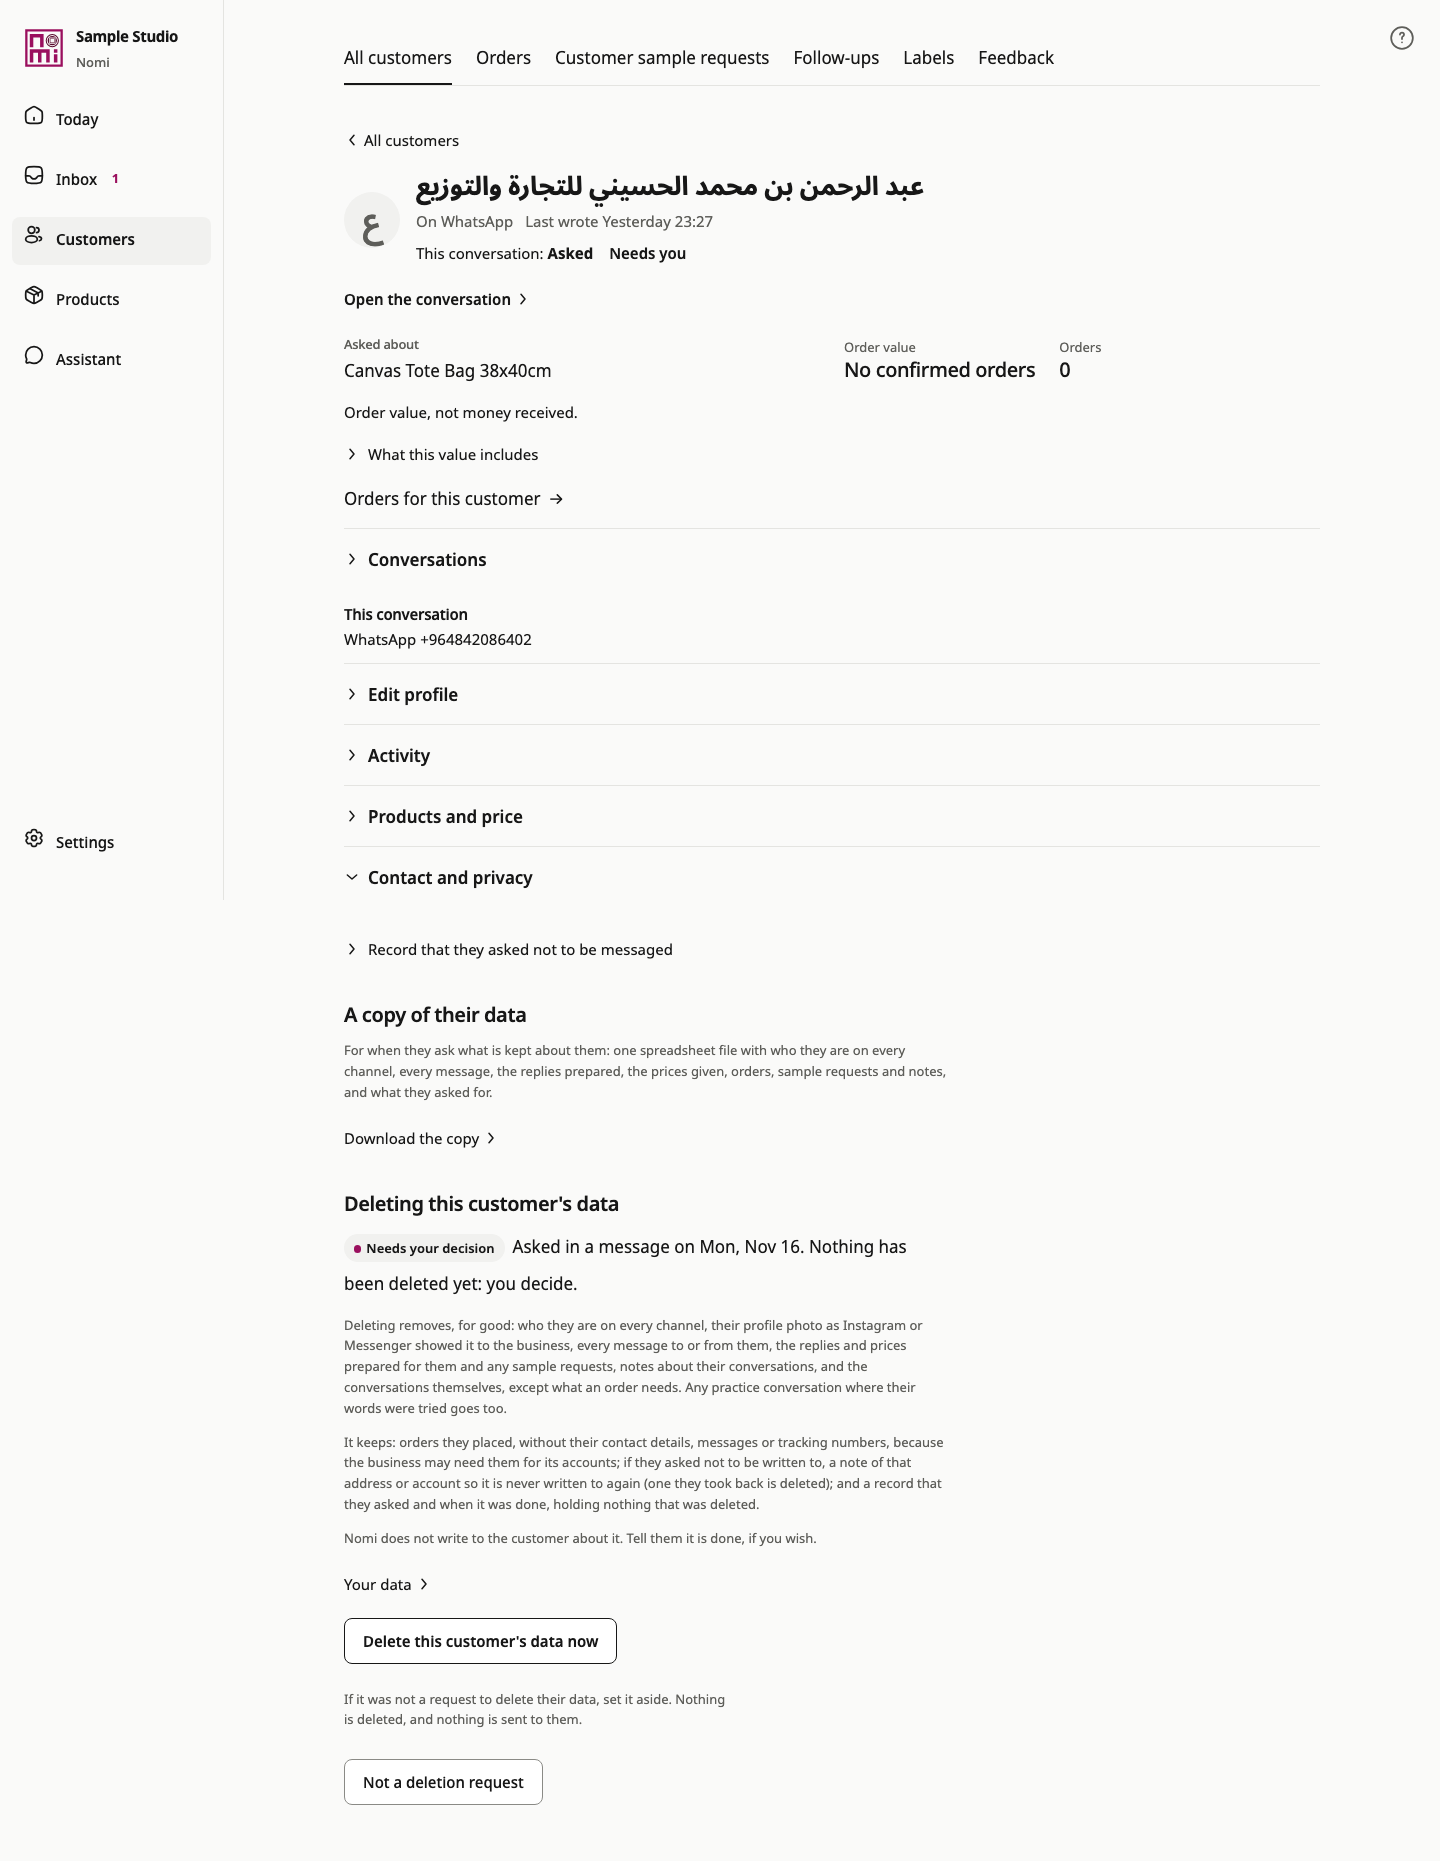 Sample Studio
Nomi
Today
Inbox 1
Customers
Products
Assistant
Settings
All customers Orders Customer sample requests Follow-ups Labels Feedback
All customers
عبد الرحمن بن محمد الحسيني للتجارة والتوزيع
ع
On WhatsApp Last wrote Yesterday 23:27
This conversation: Asked Needs you
Open the conversation
Asked about
Canvas Tote Bag 38x40cm
Order value
No confirmed orders
Orders
0
Order value, not money received.
What this value includes
Orders for this customer
Conversations
This conversation
WhatsApp +964842086402
Edit profile
Activity
Products and price
Contact and privacy
Record that they asked not to be messaged
A copy of their data
For when they ask what is kept about them: one spreadsheet file with who they are on every
channel, every message, the replies prepared, the prices given, orders, sample requests and notes,
and what they asked for.
Download the copy
Deleting this customer's data
Needs your decision Asked in a message on Mon, Nov 16. Nothing has
been deleted yet: you decide.
Deleting removes, for good: who they are on every channel, their profile photo as Instagram or
Messenger showed it to the business, every message to or from them, the replies and prices
prepared for them and any sample requests, notes about their conversations, and the
conversations themselves, except what an order needs. Any practice conversation where their
words were tried goes too.
It keeps: orders they placed, without their contact details, messages or tracking numbers, because
the business may need them for its accounts; if they asked not to be written to, a note of that
address or account so it is never written to again (one they took back is deleted); and a record that
they asked and when it was done, holding nothing that was deleted.
Nomi does not write to the customer about it. Tell them it is done, if you wish.
Your data
Delete this customer's data now
If it was not a request to delete their data, set it aside. Nothing
is deleted, and nothing is sent to them.
Not a deletion request